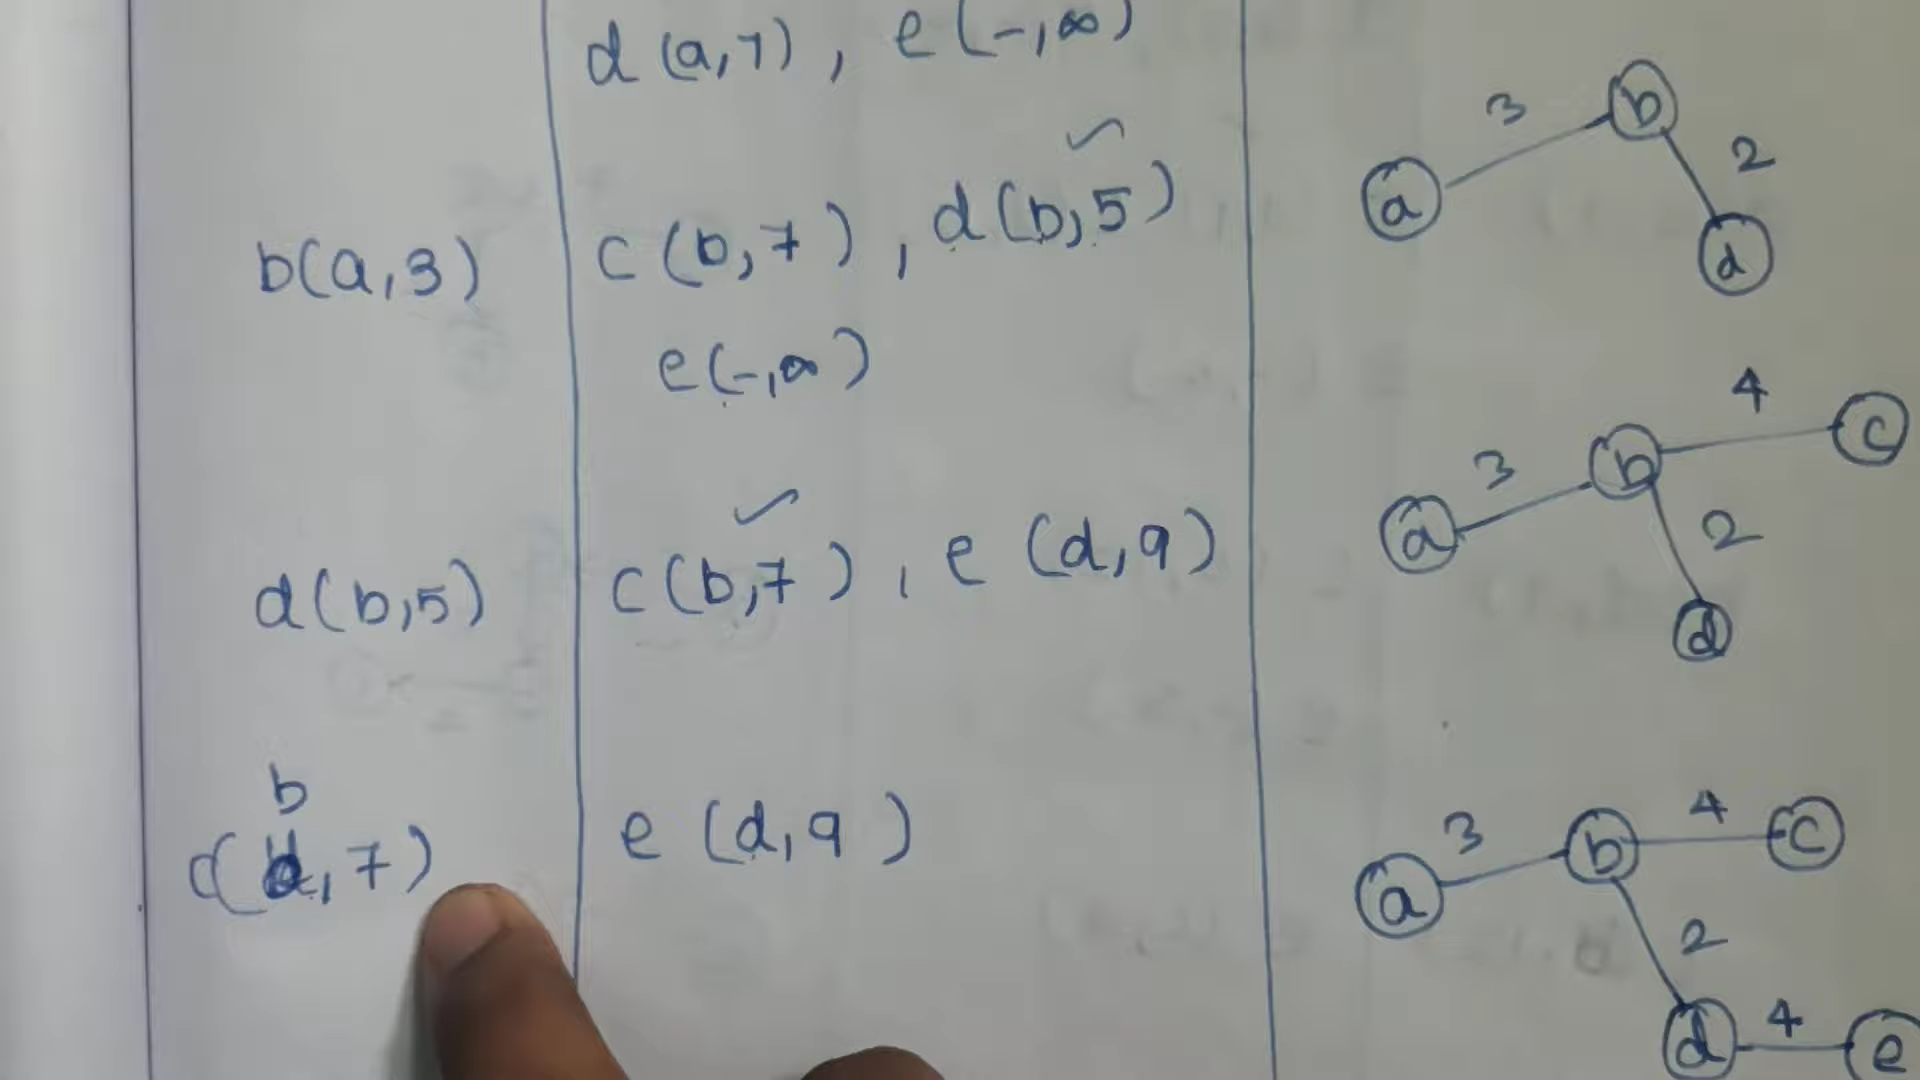 d (a,7) , e(-,∞)
b(a,3)
c (b,7) , d(b,5)
e(-,∞)
d(b,5)
c(b,7) , e (d,9)
b
c( ,7)
e (d,9)
a 3 b 2 d
a 3 b 4 c 2 d
a 3 b 4 c 2 d 4 e